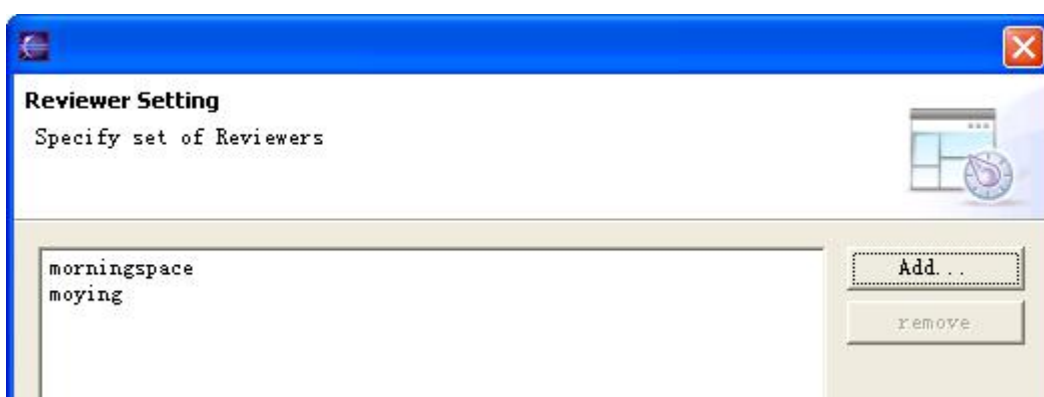 Reviewer Setting
Specify set of Reviewers
morningspace
moying
Add...
remove